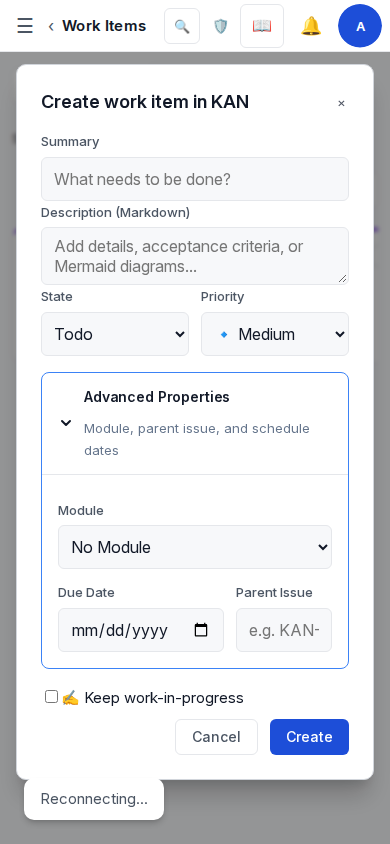 ☰ ‹ Work Items 🔍 🛡️ 📖 🔔 A
Create work item in KAN ×
Summary
What needs to be done?
Description (Markdown)
Add details, acceptance criteria, or
Mermaid diagrams...
State Priority
Todo 🔹 Medium
Advanced Properties
Module, parent issue, and schedule
dates
Module
No Module
Due Date Parent Issue
mm/dd/yyyy e.g. KAN-
✍️ Keep work-in-progress
Cancel Create
Reconnecting...